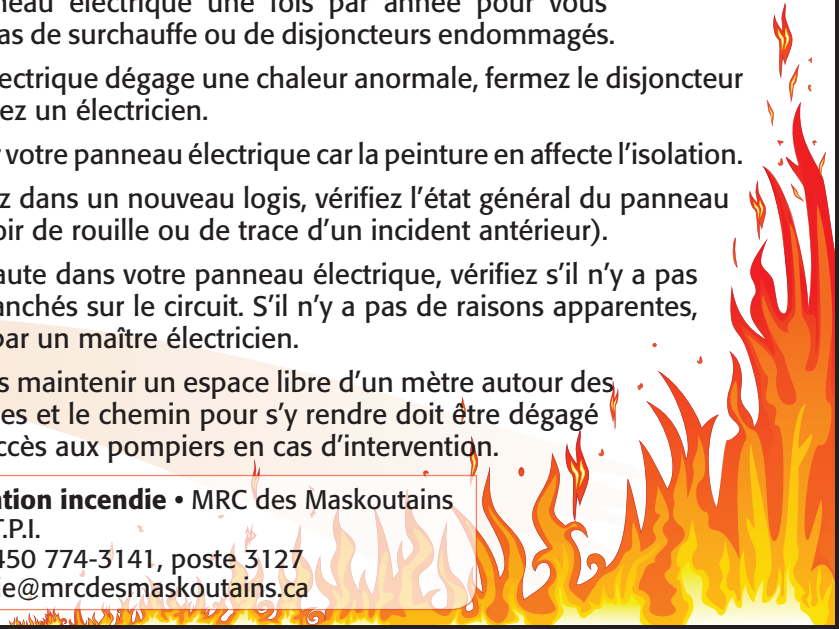 neau électrique une fois par année pour vous
as de surchauffe ou de disjoncteurs endommagés.
ectrique dégage une chaleur anormale, fermez le disjoncteur
ez un électricien.
votre panneau électrique car la peinture en affecte l'isolation.
z dans un nouveau logis, vérifiez l'état général du panneau
oir de rouille ou de trace d'un incident antérieur).
aute dans votre panneau électrique, vérifiez s'il n'y a pas
anchés sur le circuit. S'il n'y a pas de raisons apparentes,
par un maître électricien.
s maintenir un espace libre d'un mètre autour des
es et le chemin pour s'y rendre doit être dégagé
ccès aux pompiers en cas d'intervention.
tion incendie • MRC des Maskoutains
T.P.I.
450 774-3141, poste 3127
ie@mrcdesmaskoutains.ca